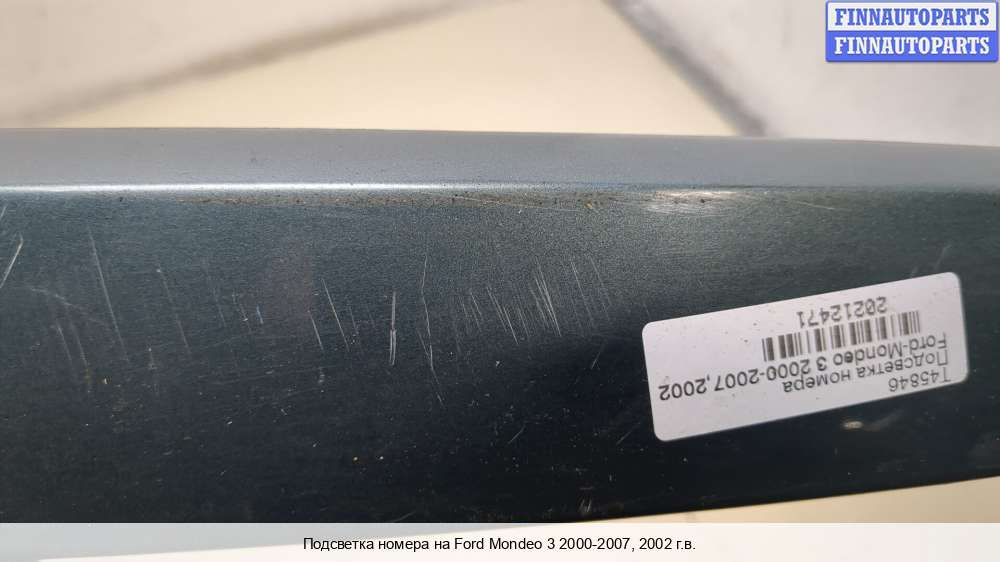 FINNAUTOPARTS
FINNAUTOPARTS
T45846
Подсветка номера
Ford-Mondeo 3 2000-2007,2002
20212471
Подсветка номера на Ford Mondeo 3 2000-2007, 2002 г.в.